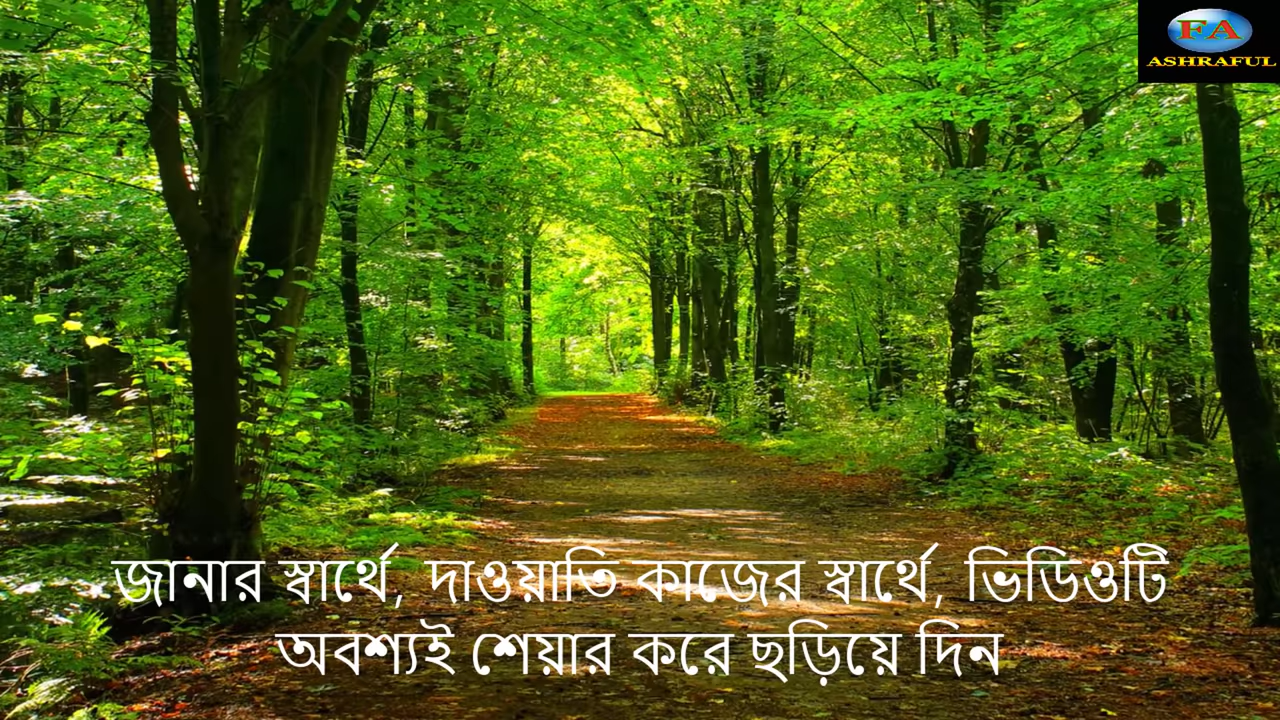 FA
ASHRAFUL
জানার স্বার্থে, দাওয়াতি কাজের স্বার্থে, ভিডিওটি
অবশ্যই শেয়ার করে ছড়িয়ে দিন